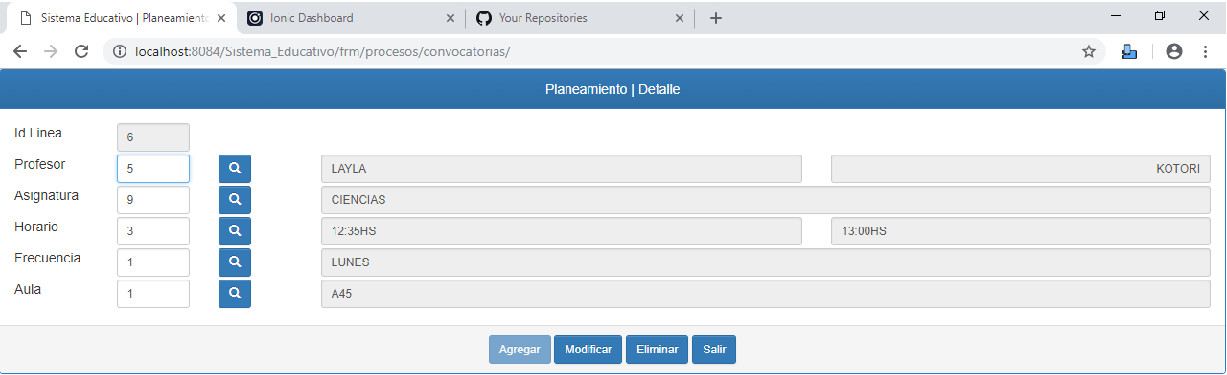 Sistema Educativo | Planeamiento
Ionic Dashboard
Your Repositories
localhost:8084/Sistema_Educativo/frm/procesos/convocatorias/
Planeamiento | Detalle
Id Linea 6
Profesor 5 LAYLA KOTORI
Asignatura 9 CIENCIAS
Horario 3 12:35HS 13:00HS
Frecuencia 1 LUNES
Aula 1 A45
Agregar Modificar Eliminar Salir